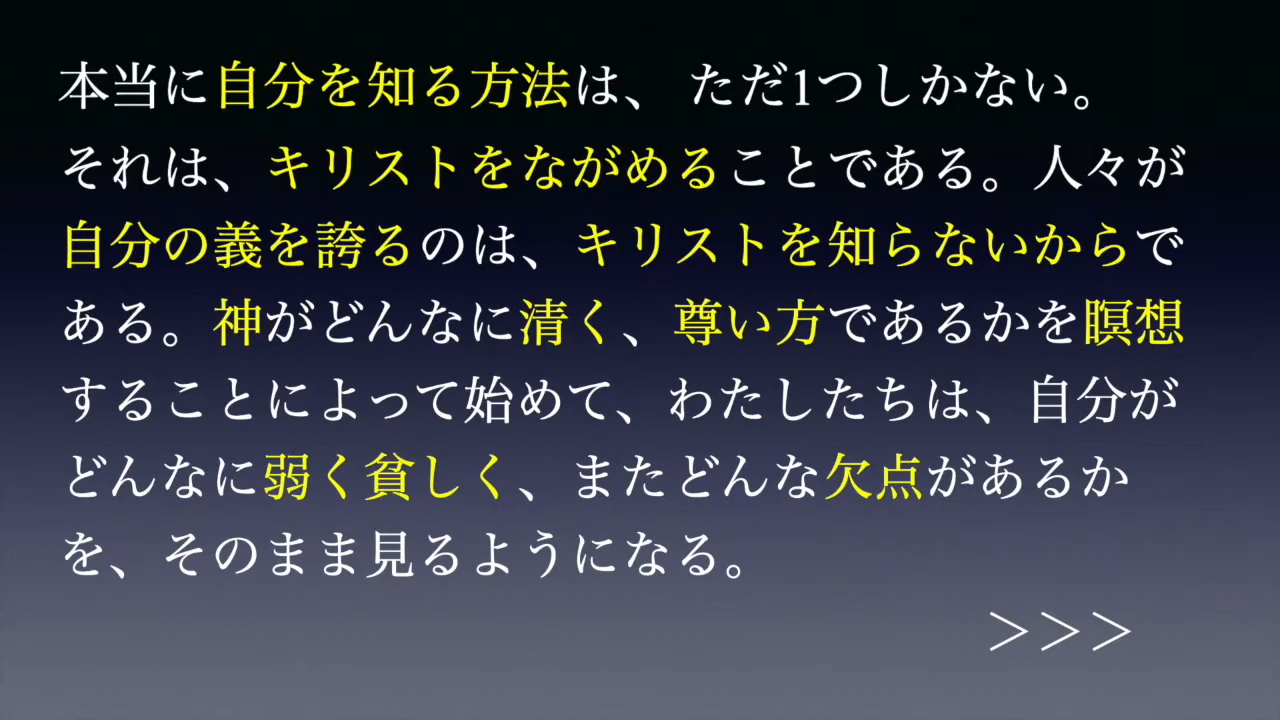 本当に自分を知る方法は、 ただ1つしかない。
それは、キリストをながめることである。人々が
自分の義を誇るのは、キリストを知らないからで
ある。神がどんなに清く、尊い方であるかを瞑想
することによって始めて、わたしたちは、自分が
どんなに弱く貧しく、またどんな欠点があるか
を、そのまま見るようになる。
>>>